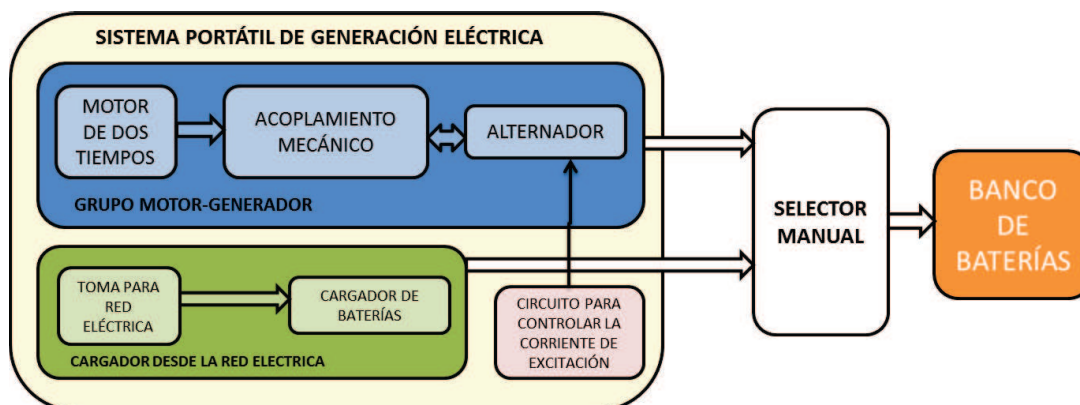 SISTEMA PORTÁTIL DE GENERACIÓN ELÉCTRICA
MOTOR
DE DOS
TIEMPOS
ACOPLAMIENTO
MECÁNICO
ALTERNADOR
GRUPO MOTOR-GENERADOR
TOMA PARA
RED
ELÉCTRICA
CARGADOR DE
BATERÍAS
CARGADOR DESDE LA RED ELECTRICA
CIRCUITO PARA
CONTROLAR LA
CORRIENTE DE
EXCITACIÓN
SELECTOR
MANUAL
BANCO
DE
BATERÍAS